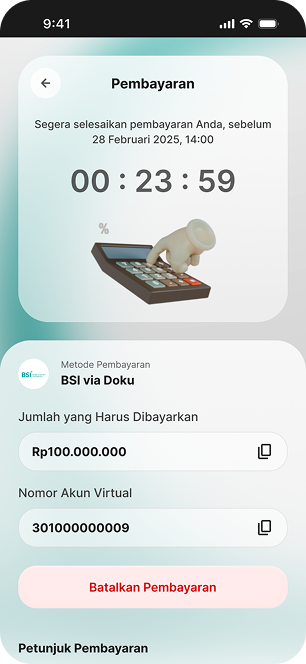 9:41
Pembayaran
Segera selesaikan pembayaran Anda, sebelum
28 Februari 2025, 14:00
00 : 23 : 59
%
Metode Pembayaran
BSI
BSI via Doku
Jumlah yang Harus Dibayarkan
Rp100.000.000
Nomor Akun Virtual
301000000009
Batalkan Pembayaran
Petunjuk Pembayaran